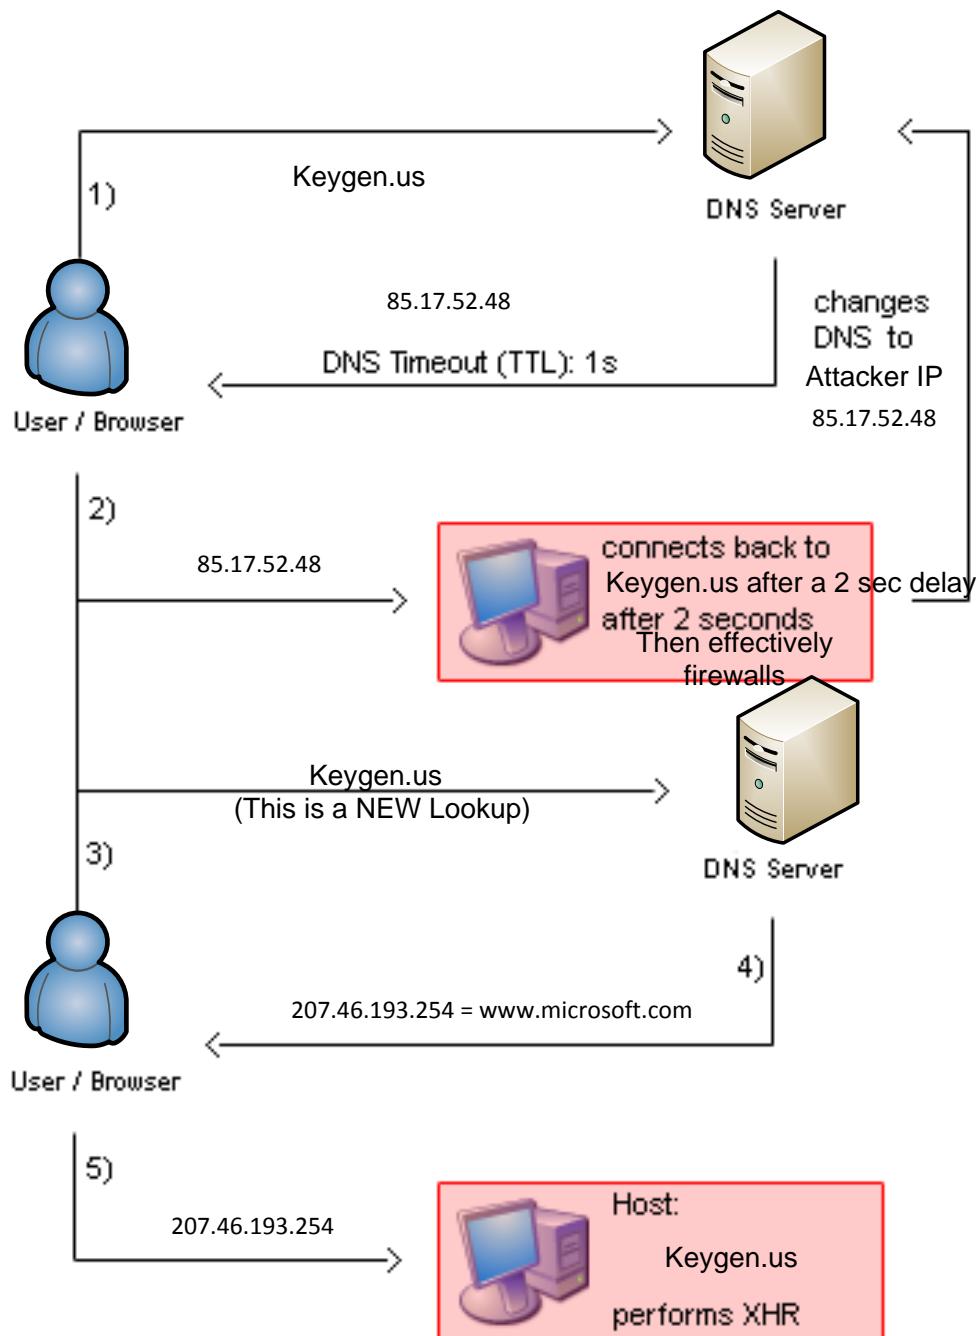 Keygen.us
1)
DNS Server
85.17.52.48
DNS Timeout (TTL): 1s
changes
DNS to
Attacker IP
85.17.52.48
User / Browser
2)
85.17.52.48
connects back to
Keygen.us after a 2 sec delay
after 2 seconds
Then effectively
firewalls
Keygen.us
(This is a NEW Lookup)
3)
DNS Server
4)
207.46.193.254 = www.microsoft.com
User / Browser
5)
207.46.193.254
Host:
Keygen.us
performs XHR